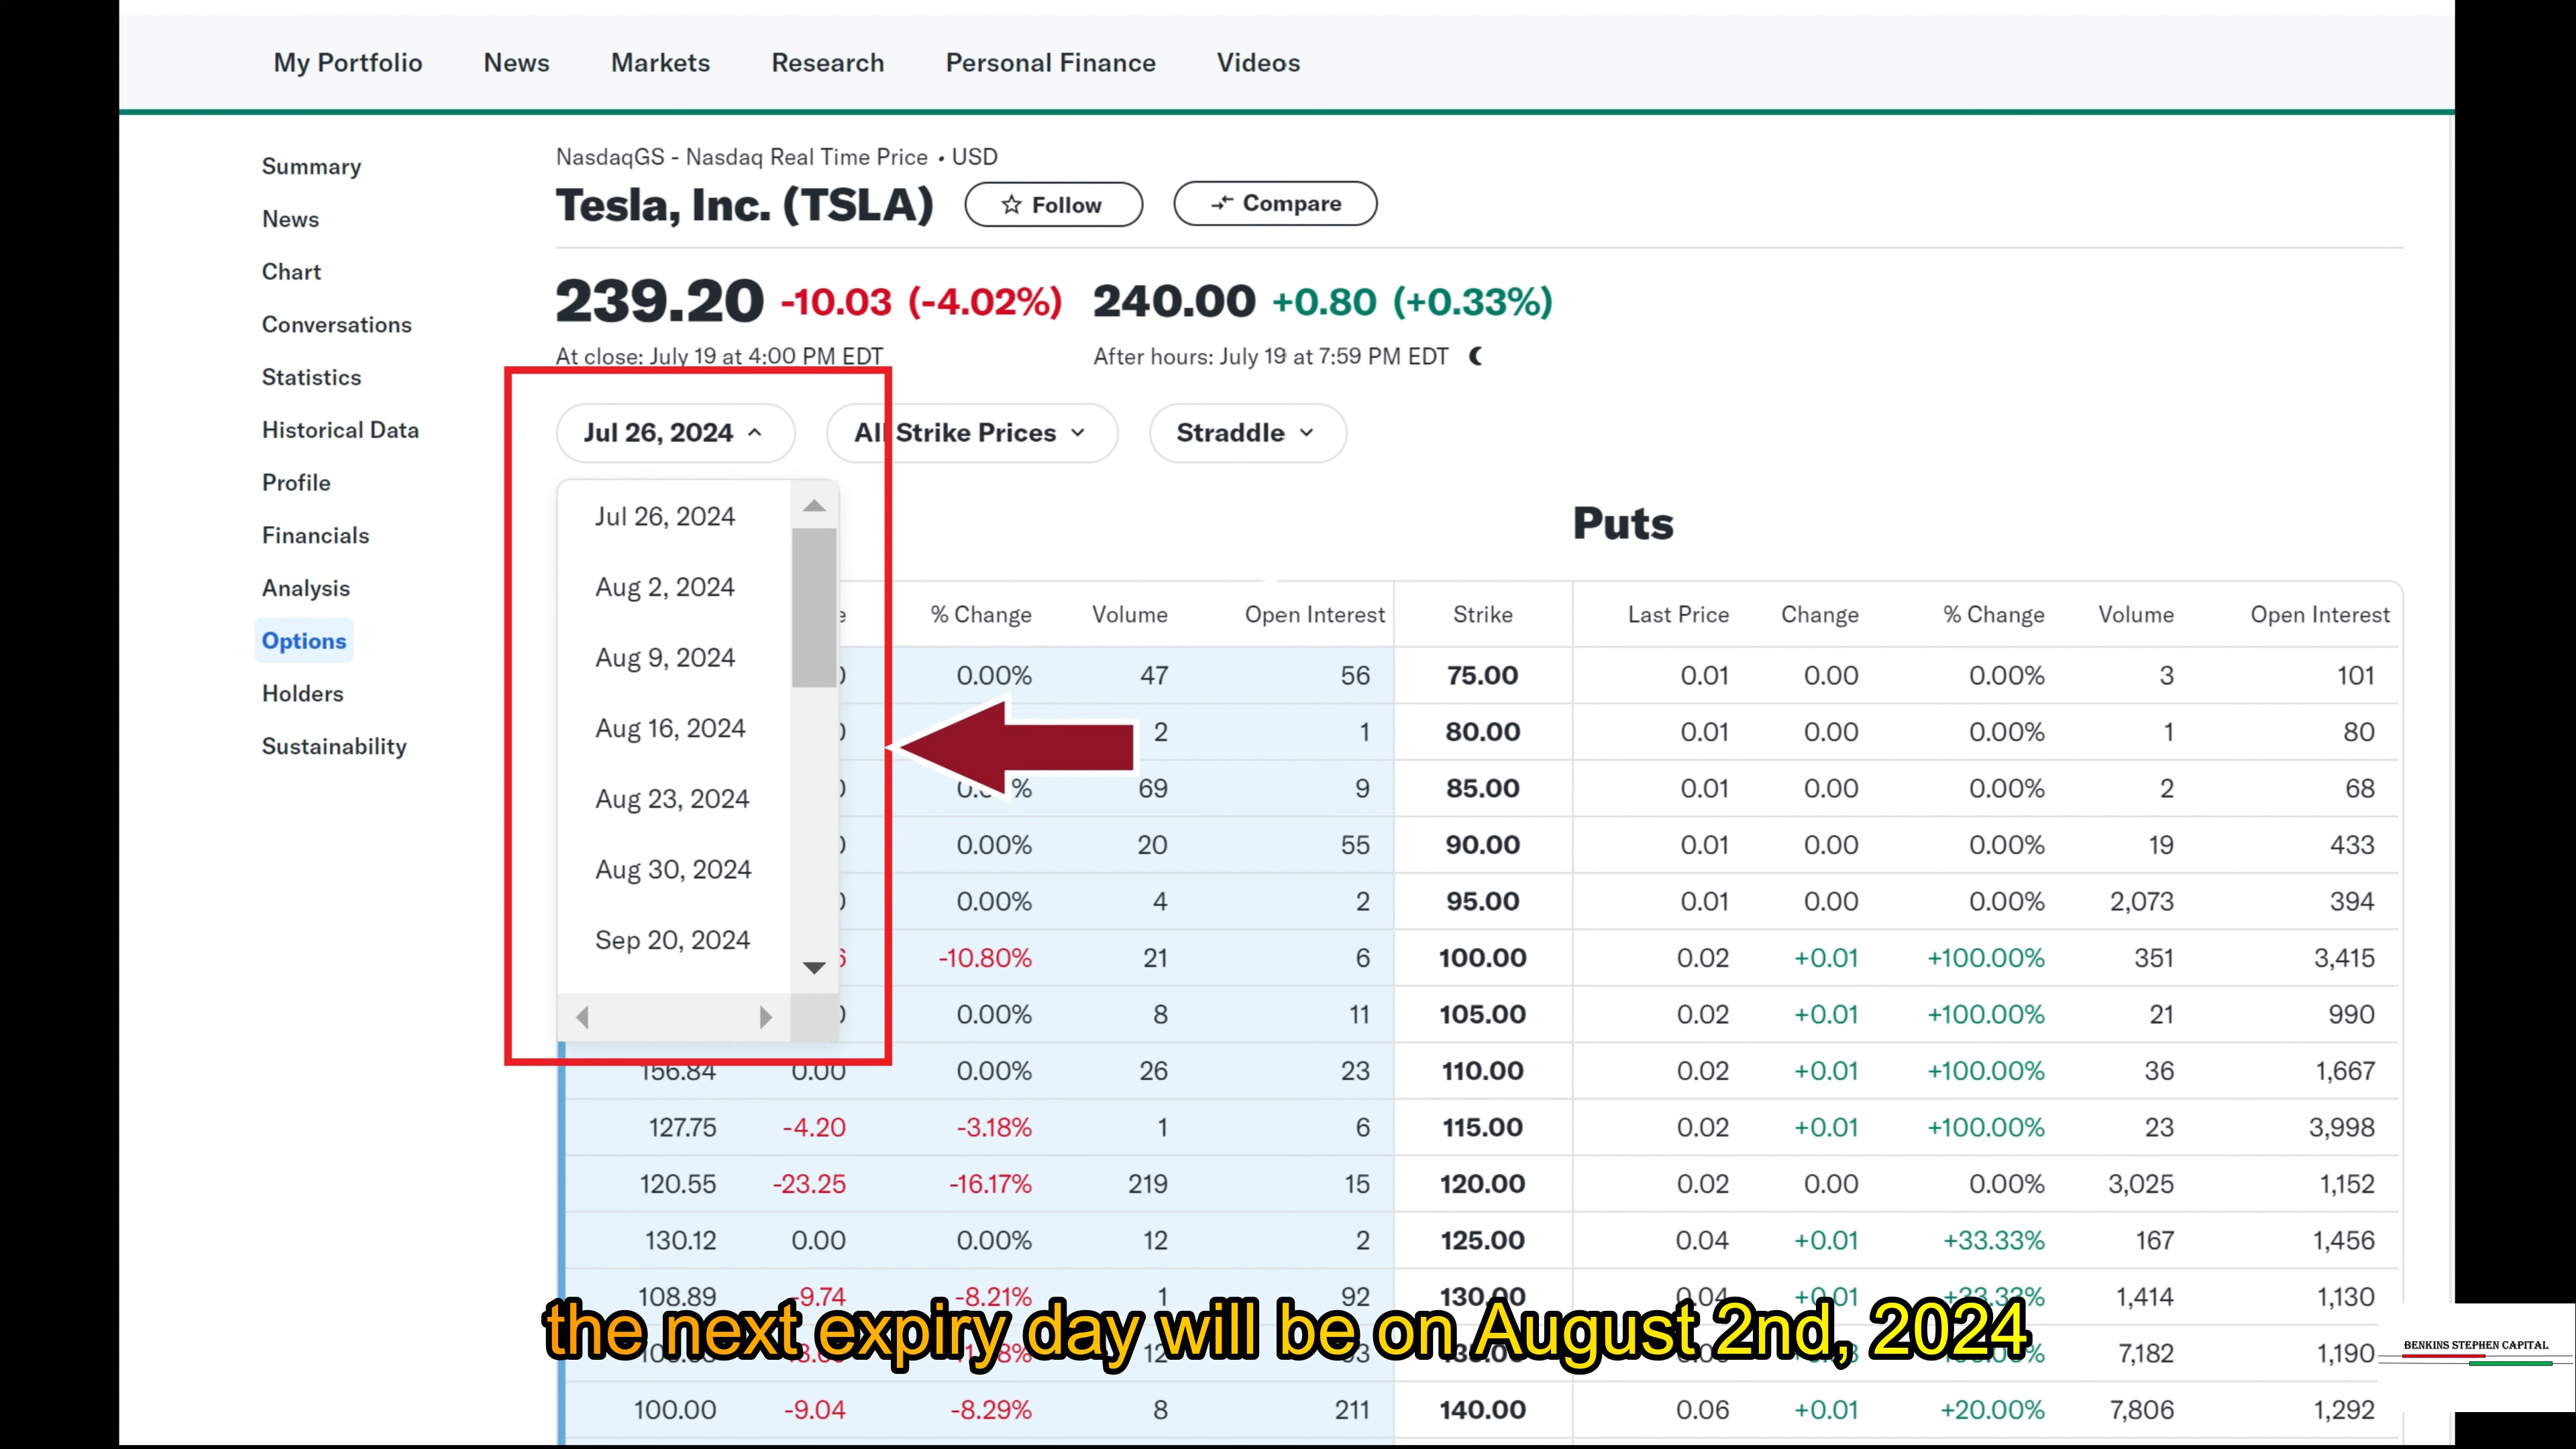 My Portfolio News Markets Research Personal Finance Videos
Summary
News
Chart
Conversations
Statistics
Historical Data
Profile
Financials
Analysis
Options
Holders
Sustainability
NasdaqGS - Nasdaq Real Time Price • USD
Tesla, Inc. (TSLA) Follow Compare
239.20 -10.03 (-4.02%) 240.00 +0.80 (+0.33%)
At close: July 19 at 4:00 PM EDT After hours: July 19 at 7:59 PM EDT
Jul 26, 2024 All Strike Prices Straddle
Jul 26, 2024
Aug 2, 2024
Aug 9, 2024
Aug 16, 2024
Aug 23, 2024
Aug 30, 2024
Sep 20, 2024
Puts
% Change Volume Open Interest Strike Last Price Change % Change Volume Open Interest
0.00% 47 56 75.00 0.01 0.00 0.00% 3 101
2 1 80.00 0.01 0.00 0.00% 1 80
69 9 85.00 0.01 0.00 0.00% 2 68
0.00% 20 55 90.00 0.01 0.00 0.00% 19 433
0.00% 4 2 95.00 0.01 0.00 0.00% 2,073 394
-10.80% 21 6 100.00 0.02 +0.01 +100.00% 351 3,415
0.00% 8 11 105.00 0.02 +0.01 +100.00% 21 990
156.84 0.00 0.00% 26 23 110.00 0.02 +0.01 +100.00% 36 1,667
127.75 -4.20 -3.18% 1 6 115.00 0.02 +0.01 +100.00% 23 3,998
120.55 -23.25 -16.17% 219 15 120.00 0.02 0.00 0.00% 3,025 1,152
130.12 0.00 0.00% 12 2 125.00 0.04 +0.01 +33.33% 167 1,456
108.89 -9.74 -8.21% 1 92 130.00 0.04 +0.01 +33.33% 1,414 1,130
the next expiry day will be on August 2nd, 2024
7,182 1,190
100.00 -9.04 -8.29% 8 211 140.00 0.06 +0.01 +20.00% 7,806 1,292
BENKINS STEPHEN CAPITAL